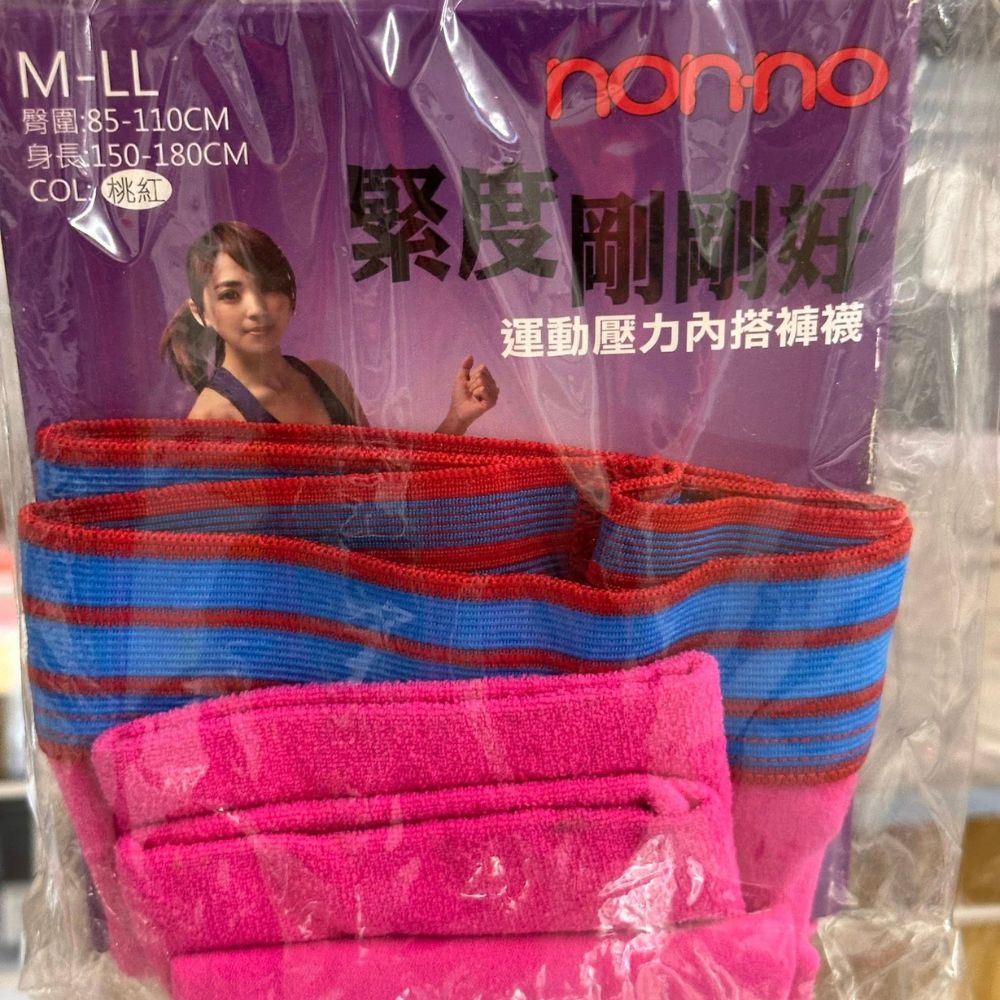 M-LL
臀圍:85-110CM
身長:150-180CM
COL: 桃紅
non-no
緊度剛剛好
運動壓力內搭褲襪